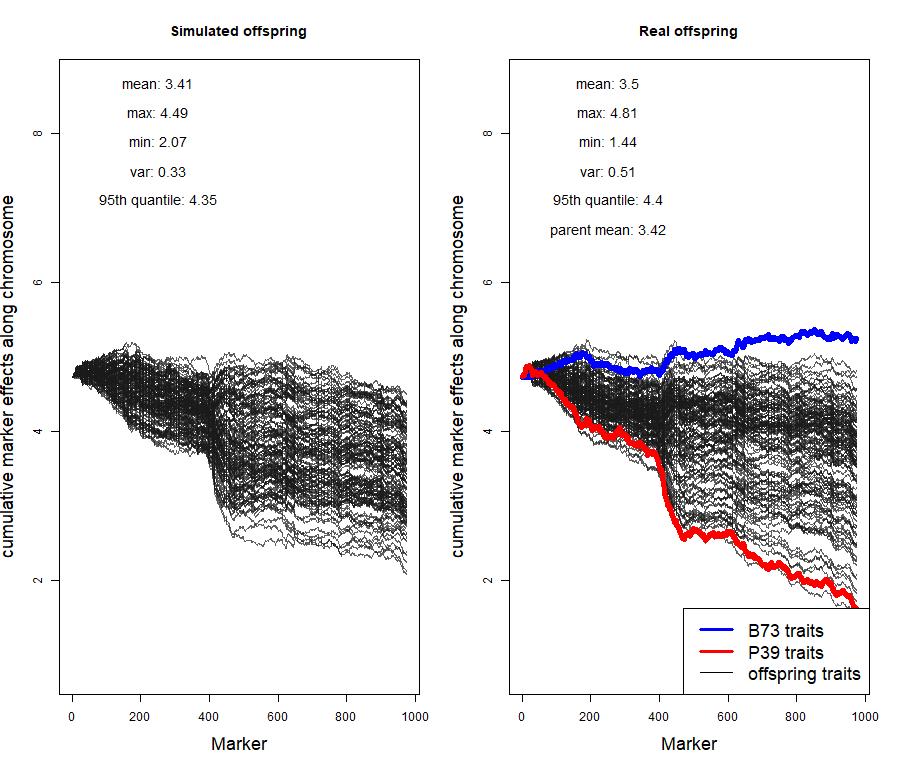 Simulated offspring
mean: 3.41
max: 4.49
min: 2.07
var: 0.33
95th quantile: 4.35
cumulative marker effects along chromosome
2
4
6
8
0
200
400
600
800
1000
Marker
Real offspring
mean: 3.5
max: 4.81
min: 1.44
var: 0.51
95th quantile: 4.4
parent mean: 3.42
cumulative marker effects along chromosome
2
4
6
8
B73 traits
P39 traits
offspring traits
0
200
400
600
800
1000
Marker